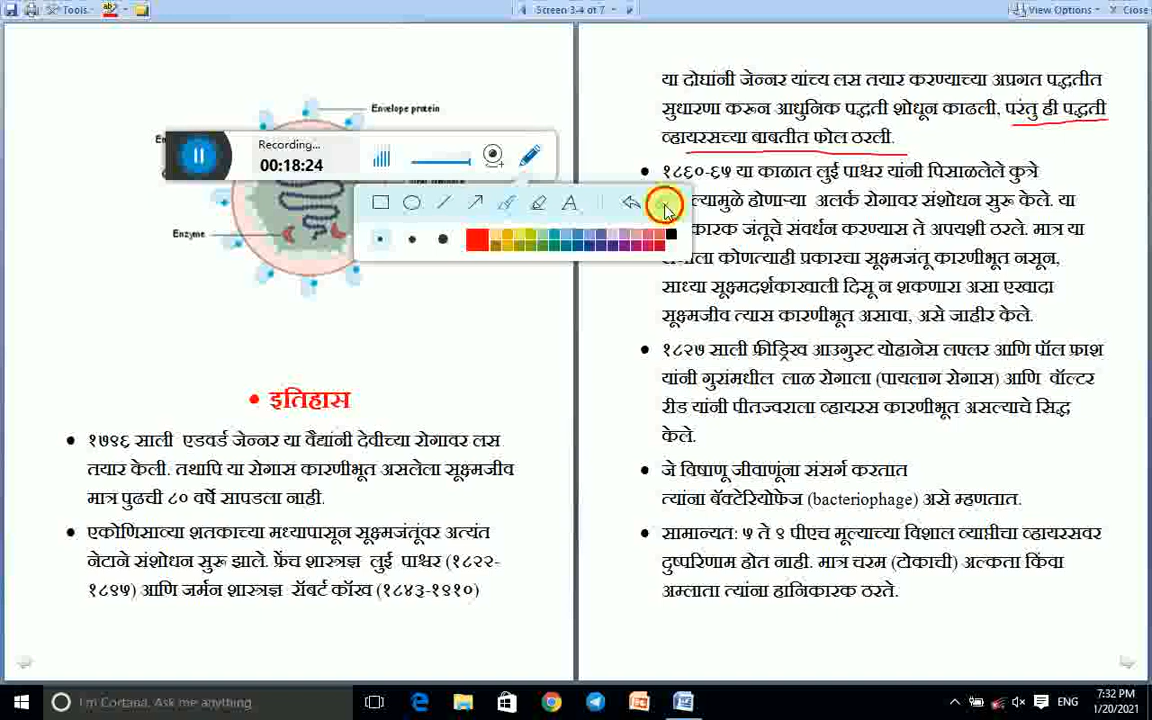 Tools
Screen 3-4 of 7
View Options
Close
Envelope protein
Recording...
00:18:24
Enzyme
• इतिहास
• १७९६ साली एडवर्ड जेन्नर या वैद्यांनी देवीच्या रोगावर लस
तयार केली. तथापि या रोगास कारणीभूत असलेला सूक्ष्मजीव
मात्र पुढची ८० वर्षे सापडला नाही.
• एकोणिसाव्या शतकाच्या मध्यापासून सूक्ष्मजंतूंवर अत्यंत
नेटाने संशोधन सुरू झाले. फ्रेंच शास्त्रज्ञ लुई पाश्चर (१८२२-
१८९५) आणि जर्मन शास्त्रज्ञ रॉबर्ट कॉख (१८४३-१९१०)
या दोघांनी जेन्नर यांच्य लस तयार करण्याच्या अप्रगत पद्धतीत
सुधारणा करून आधुनिक पद्धती शोधून काढली, परंतु ही पद्धती
व्हायरसच्या बाबतीत फोल ठरली.
• १८६०-६५ या काळात लुई पाश्चर यांनी पिसाळलेले कुत्रे
ल्यामुळे होणाऱ्या अलर्क रोगावर संशोधन सुरू केले. या
कारक जंतूचे संवर्धन करण्यास ते अपयशी ठरले. मात्र या
कोणत्याही प्रकारचा सूक्ष्मजंतू कारणीभूत नसून,
साध्या सूक्ष्मदर्शकाखाली दिसू न शकणारा असा एखादा
सूक्ष्मजीव त्यास कारणीभूत असावा, असे जाहीर केले.
• १८२७ साली फ्रीड्रिख आउगुस्ट योहानेस लफ्लर आणि पॉल फ्राश
यांनी गुरांमधील लाळ रोगाला (पायलाग रोगास) आणि वॉल्टर
रीड यांनी पीतज्वराला व्हायरस कारणीभूत असल्याचे सिद्ध
केले.
• जे विषाणू जीवाणूंना संसर्ग करतात
त्यांना बॅक्टेरियोफेज (bacteriophage) असे म्हणतात.
• सामान्यत: ५ ते ९ पीएच मूल्याच्या विशाल व्याप्तीचा व्हायरसवर
दुष्परिणाम होत नाही. मात्र चरम (टोकाची) अल्कता किंवा
अम्लाता त्यांना हानिकारक ठरते.
I'm Cortana. Ask me anything
ENG
7:32 PM
1/20/2021